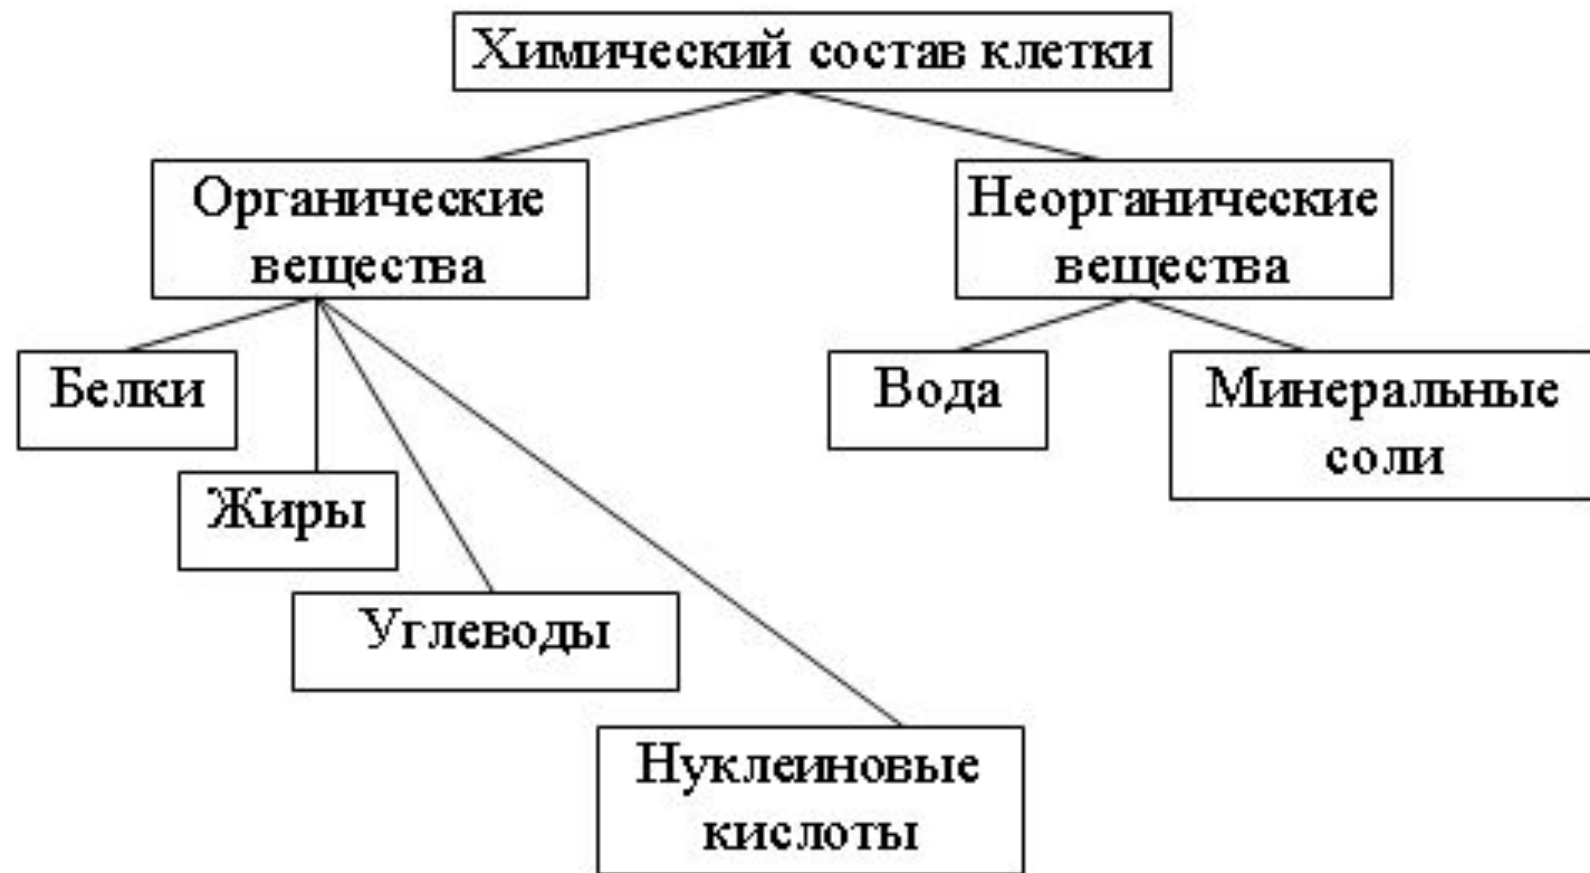 Химический состав клетки
Органические
вещества
Неорганические
вещества
Белки
Вода
Минеральные
соли
Жиры
Углеводы
Нуклеиновые
кислоты